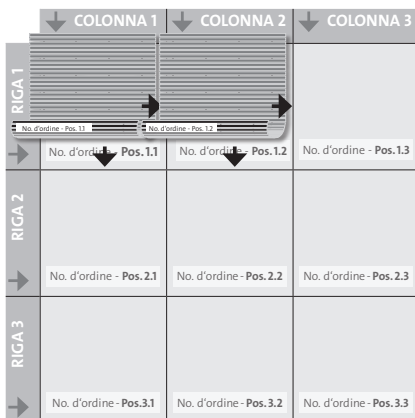 COLONNA 1 COLONNA 2 COLONNA 3
RIGA 1
No. d'ordine - Pos. 1.1 No. d'ordine - Pos. 1.2
No. d'ordine - Pos. 1.1 No. d'ordine - Pos. 1.2 No. d'ordine - Pos. 1.3
RIGA 2
No. d'ordine - Pos. 2.1 No. d'ordine - Pos. 2.2 No. d'ordine - Pos. 2.3
RIGA 3
No. d'ordine - Pos. 3.1 No. d'ordine - Pos. 3.2 No. d'ordine - Pos. 3.3